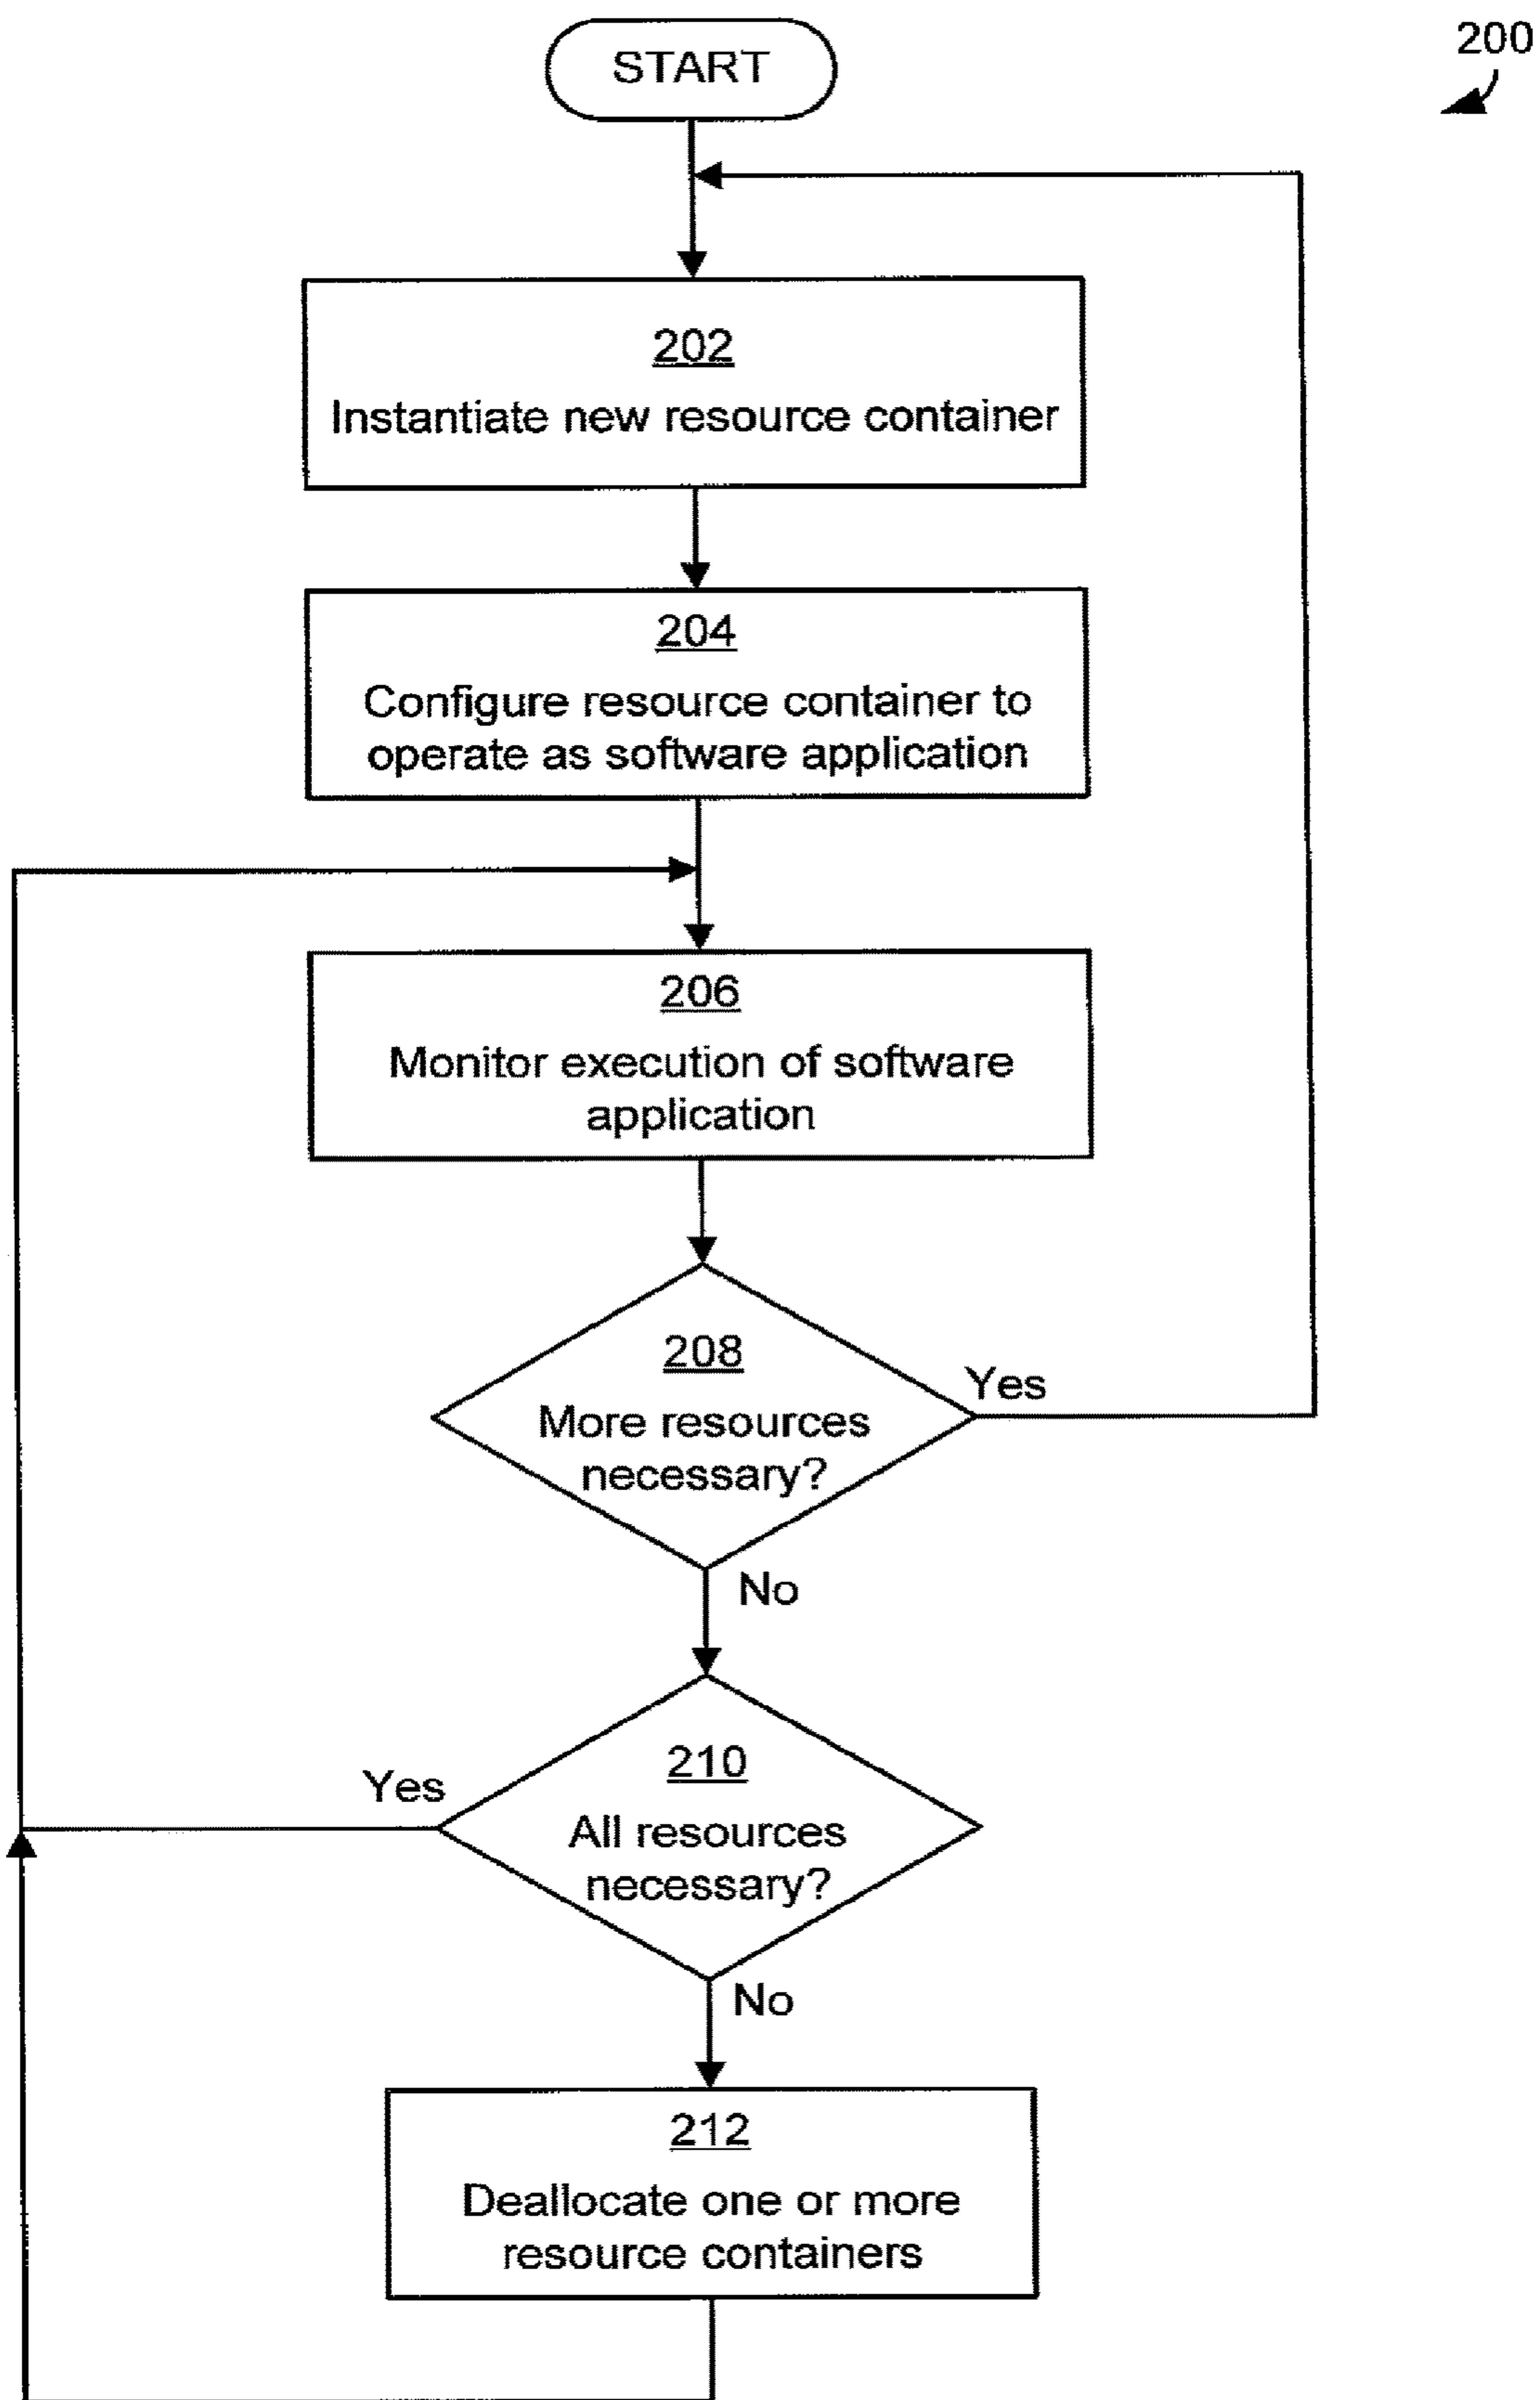 START
200
202
Instantiate new resource container
204
Configure resource container to
operate as software application
206
Monitor execution of software
application
208
More resources
necessary?
Yes
No
210
All resources
necessary?
Yes
No
212
Deallocate one or more
resource containers